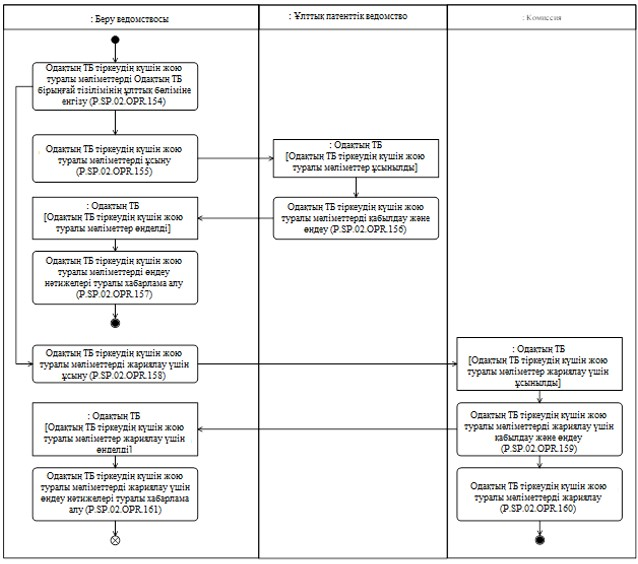 : Беру ведомствосы
: Ұлттық патенттік ведомство
: Комиссия
Одақтың ТБ тіркеудің күшін жою
туралы мәліметтерді Одақтың ТБ
бірыңғай тізілімінің ұлттық бөліміне
енгізу (P.SP.02.OPR.154)
Одақтың ТБ тіркеудің күшін жою
туралы мәліметтерді ұсыну
(P.SP.02.OPR.155)
: Одақтың ТБ
[Одақтың ТБ тіркеудің күшін жою
туралы мәліметтер ұсынылды]
: Одақтың ТБ
[Одақтың ТБ тіркеудің күшін жою
туралы мәліметтер өңделді]
Одақтың ТБ тіркеудің күшін жою
туралы мәліметтерді қабылдау және
өңдеу (P.SP.02.OPR.156)
Одақтың ТБ тіркеудің күшін жою
туралы мәліметтерді өңдеу
нәтижелері туралы хабарлама алу
(P.SP.02.OPR.157)
Одақтың ТБ тіркеудің күшін жою
туралы мәліметтерді жариялау үшін
ұсыну (P.SP.02.OPR.158)
: Одақтың ТБ
[Одақтың ТБ тіркеудің күшін жою
туралы мәліметтер жариялау үшін
ұсынылды]
: Одақтың ТБ
[Одақтың ТБ тіркеудің күшін жою
туралы мәліметтер жариялау үшін
өңделді]
Одақтың ТБ тіркеудің күшін жою
туралы мәліметтерді жариялау үшін
қабылдау және өңдеу
(P.SP.02.OPR.159)
Одақтың ТБ тіркеудің күшін жою
туралы мәліметтерді жариялау үшін
өңдеу нәтижелері туралы хабарлама
алу (P.SP.02.OPR.161)
Одақтың ТБ тіркеудің күшін жою
туралы мәліметтерді жариялау
(P.SP.02.OPR.160)